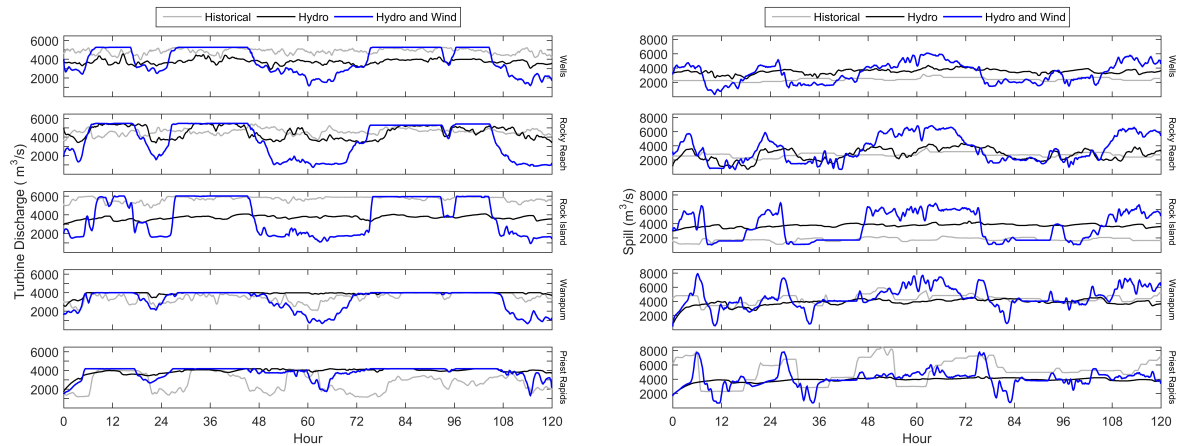 Historical Hydro Hydro and Wind
6000
4000
2000
Wells
6000
4000
2000
Rocky Reach
6000
4000
2000
Rock Island
6000
4000
2000
Wanapum
6000
4000
2000
Priest Rapids
0 12 24 36 48 60 72 84 96 108 120
Hour
Turbine Discharge ( m³/s)
Historical Hydro Hydro and Wind
8000
6000
4000
2000
Wells
8000
6000
4000
2000
Rocky Reach
8000
6000
4000
2000
Rock Island
8000
6000
4000
2000
Wanapum
8000
6000
4000
2000
Priest Rapids
0 12 24 36 48 60 72 84 96 108 120
Hour
Spill (m³/s)